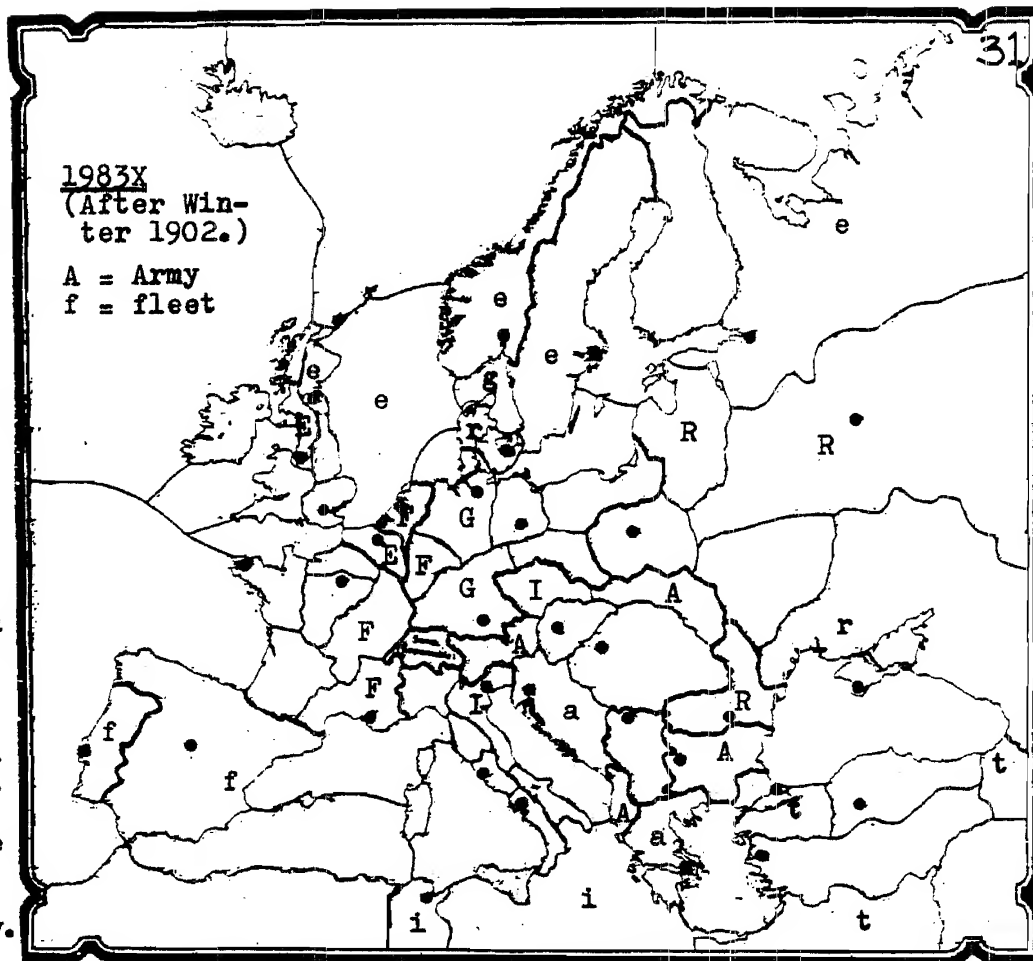 31
1983X
(After Win-
ter 1902.)
A = Army
f = fleet
e
e
e e
e
r R R
F G
E F
G I A
F A r
F I a R
f A
f t
A a t
i i t